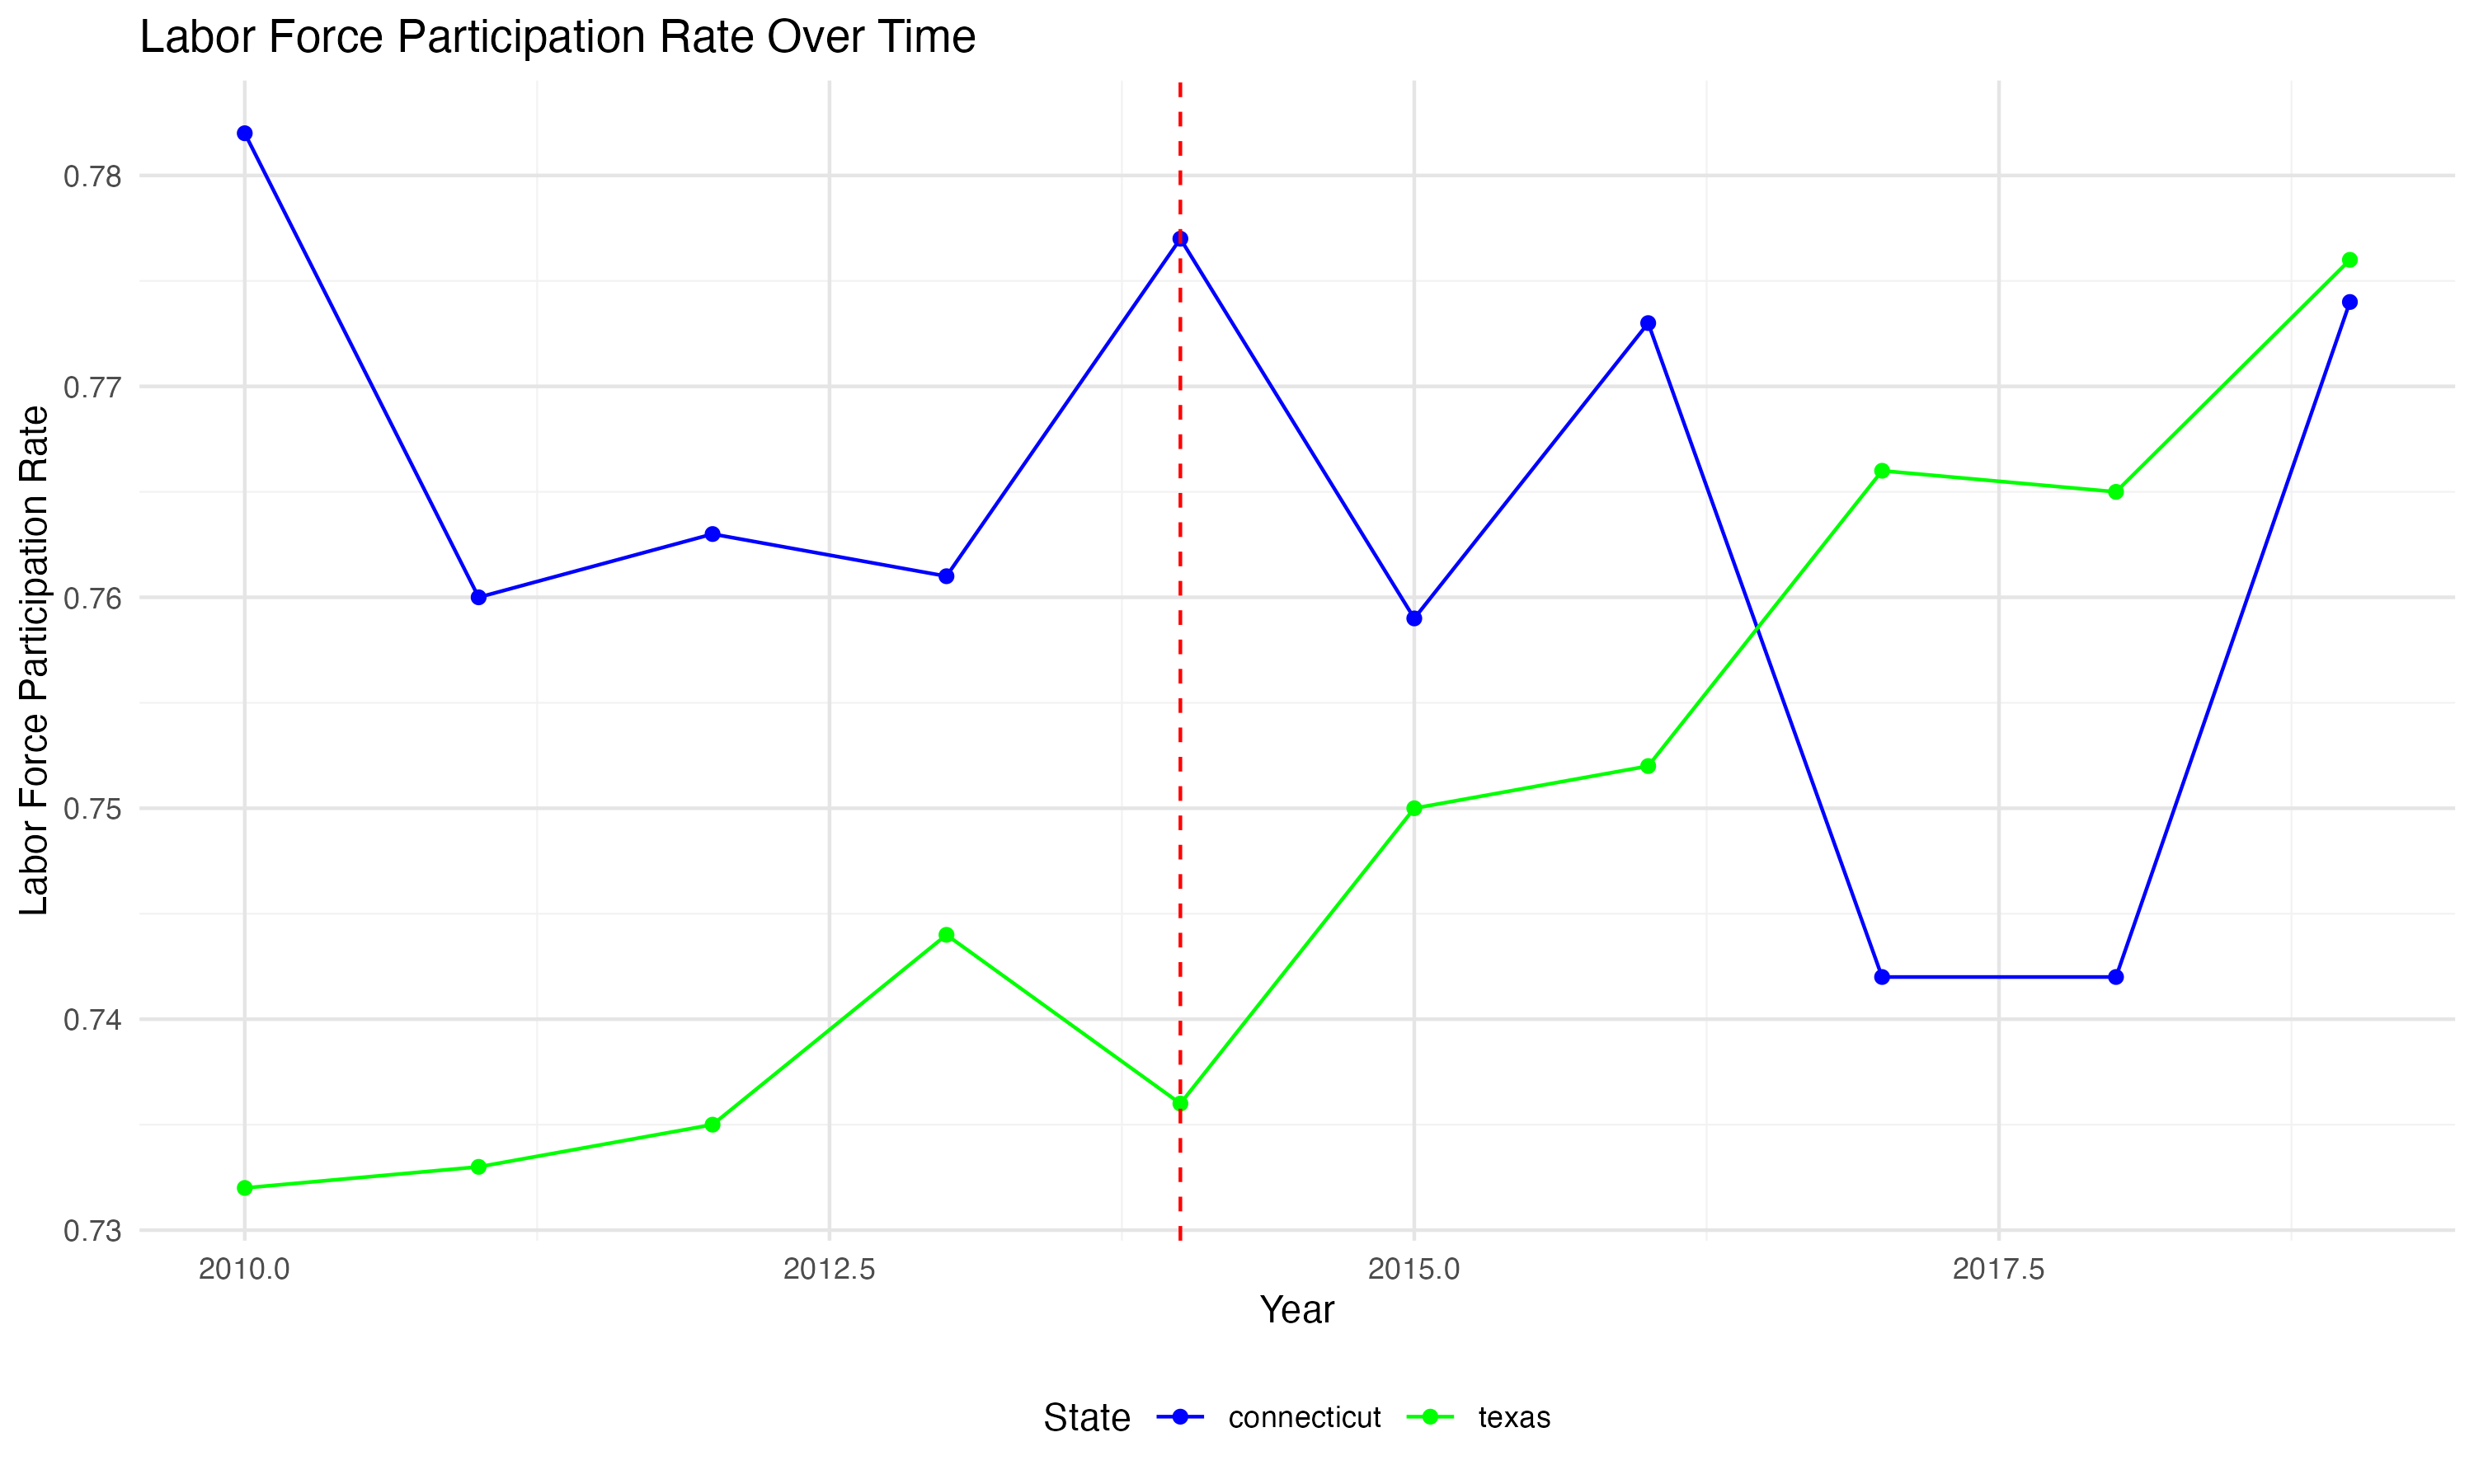 Labor Force Participation Rate Over Time
Labor Force Participation Rate
0.78
0.77
0.76
0.75
0.74
0.73
2010.0 2012.5 2015.0 2017.5
Year
State connecticut texas